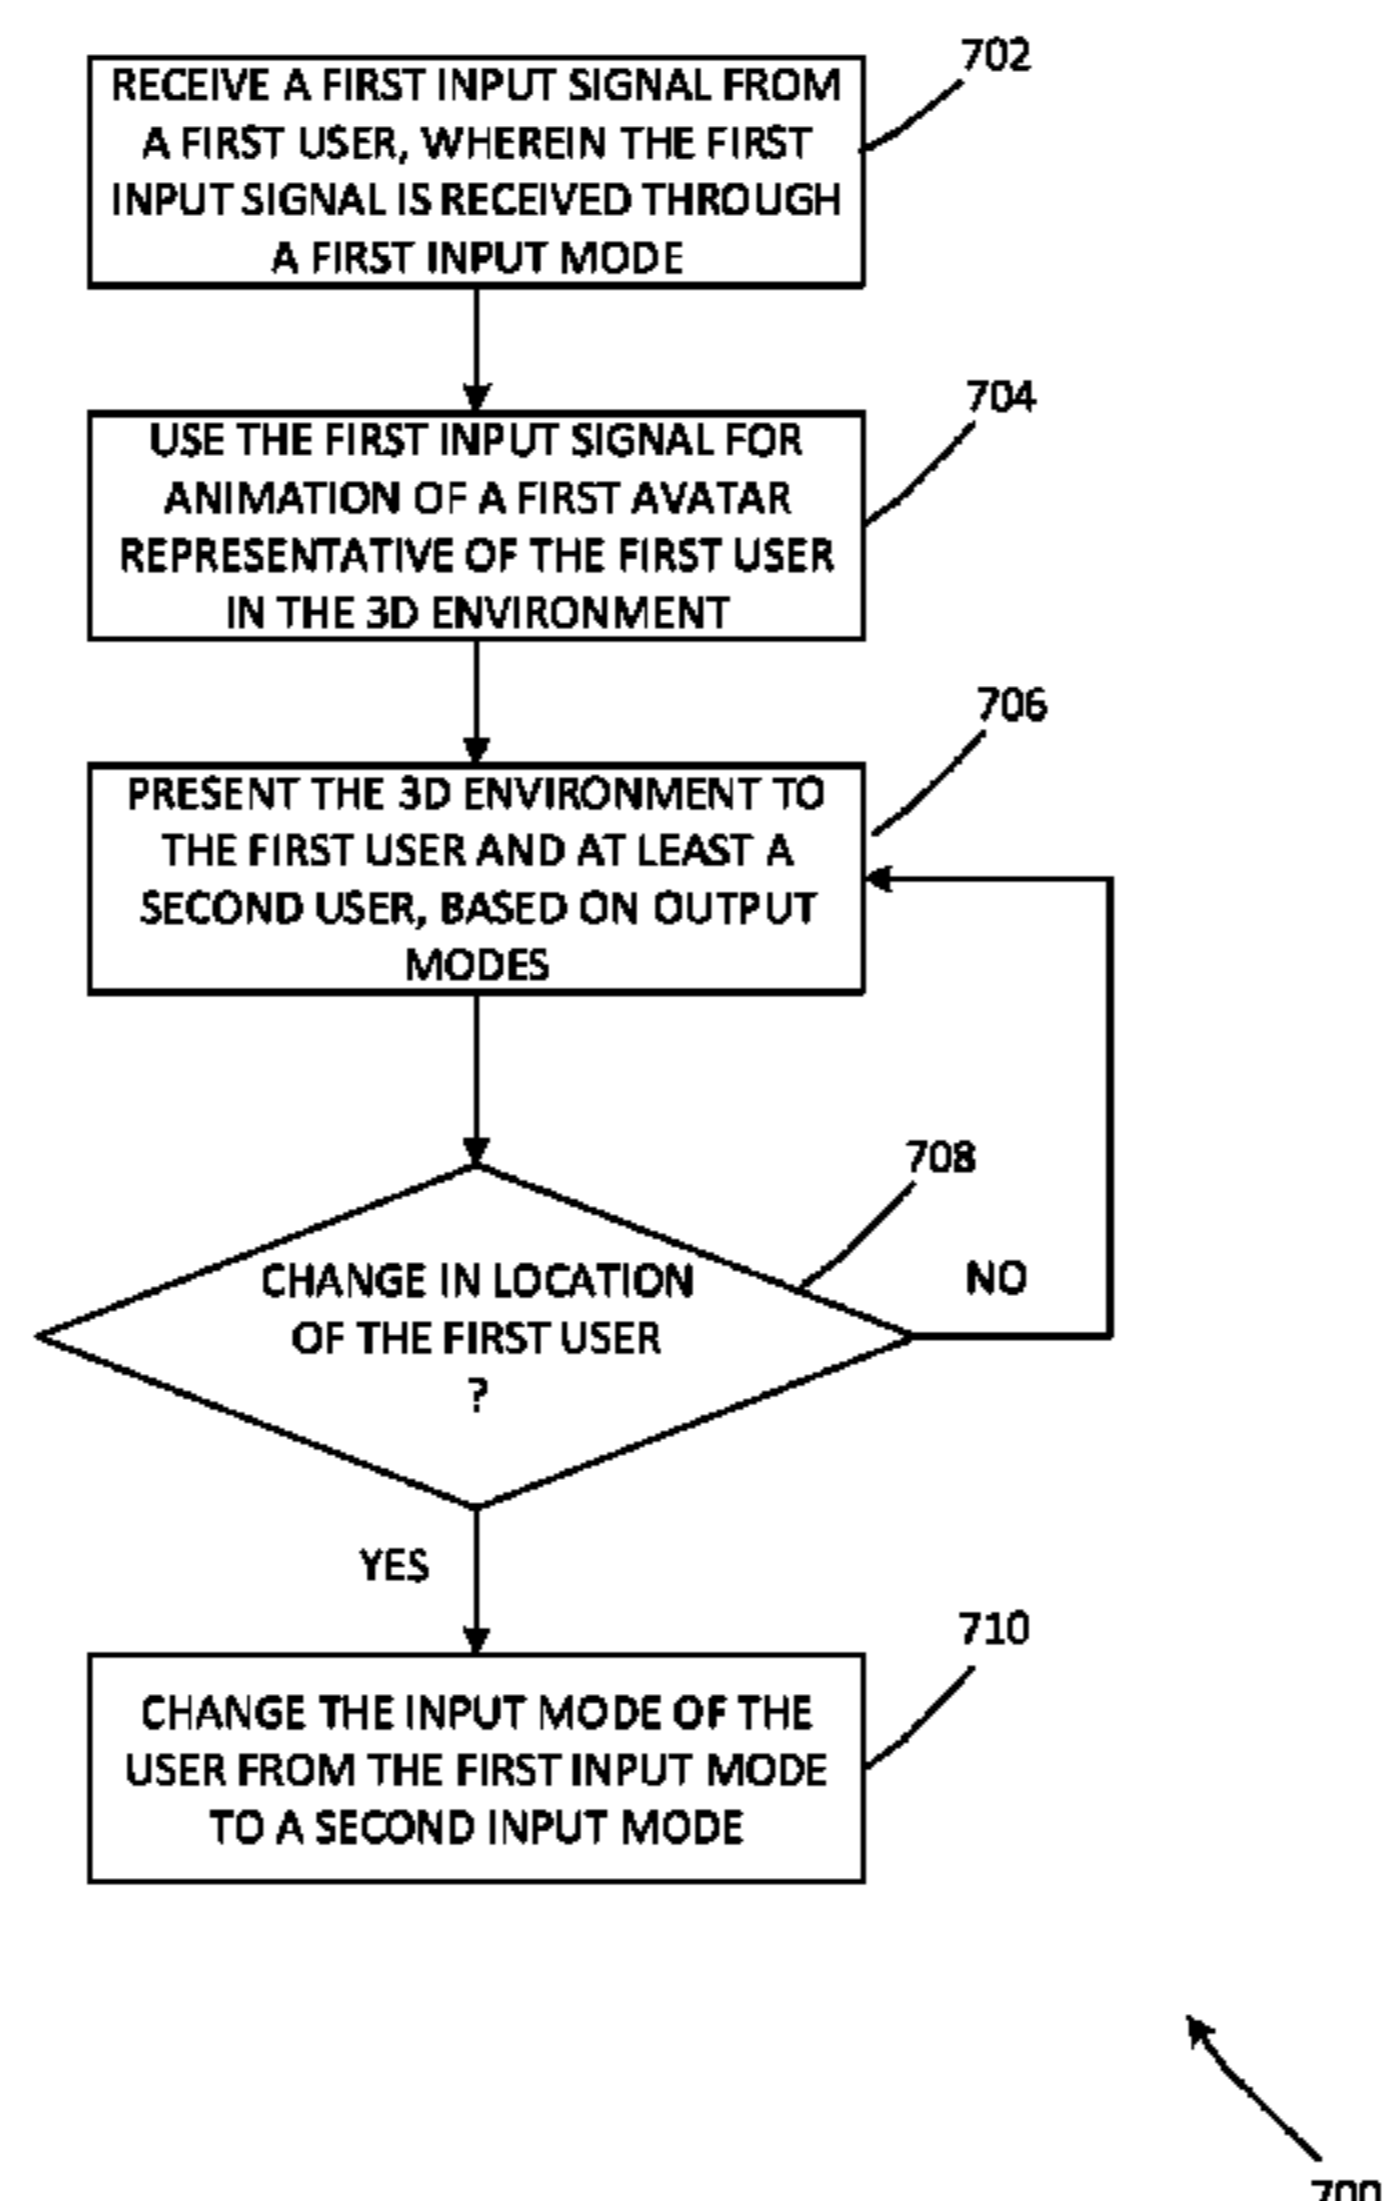 702
RECEIVE A FIRST INPUT SIGNAL FROM
A FIRST USER, WHEREIN THE FIRST
INPUT SIGNAL IS RECEIVED THROUGH
A FIRST INPUT MODE
704
USE THE FIRST INPUT SIGNAL FOR
ANIMATION OF A FIRST AVATAR
REPRESENTATIVE OF THE FIRST USER
IN THE 3D ENVIRONMENT
706
PRESENT THE 3D ENVIRONMENT TO
THE FIRST USER AND AT LEAST A
SECOND USER, BASED ON OUTPUT
MODES
708
CHANGE IN LOCATION
OF THE FIRST USER
?
NO
YES
710
CHANGE THE INPUT MODE OF THE
USER FROM THE FIRST INPUT MODE
TO A SECOND INPUT MODE
700